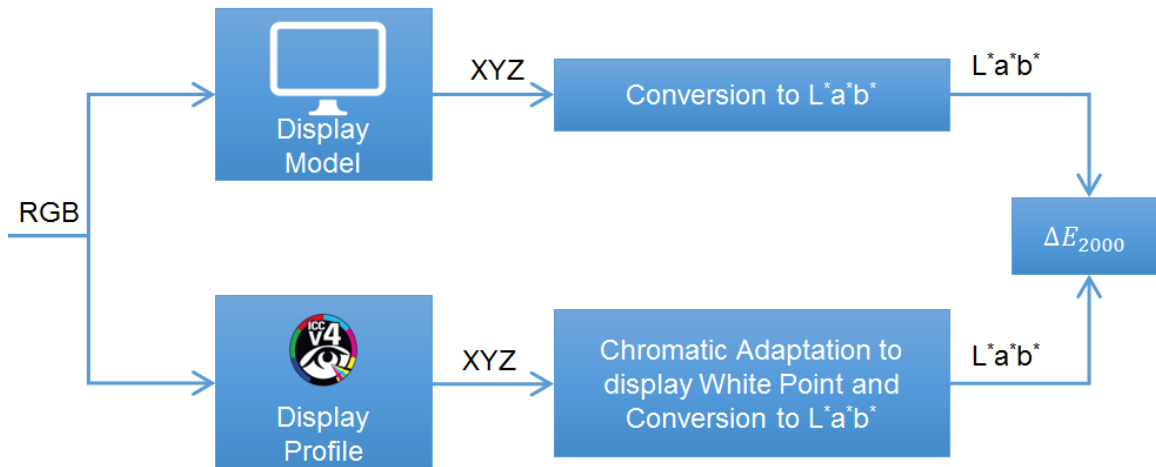 XYZ
L*a*b*
Conversion to L*a*b*
Display
Model
RGB
ΔE2000
ICC
V4
XYZ
Chromatic Adaptation to
display White Point and
Conversion to L*a*b*
L*a*b*
Display
Profile